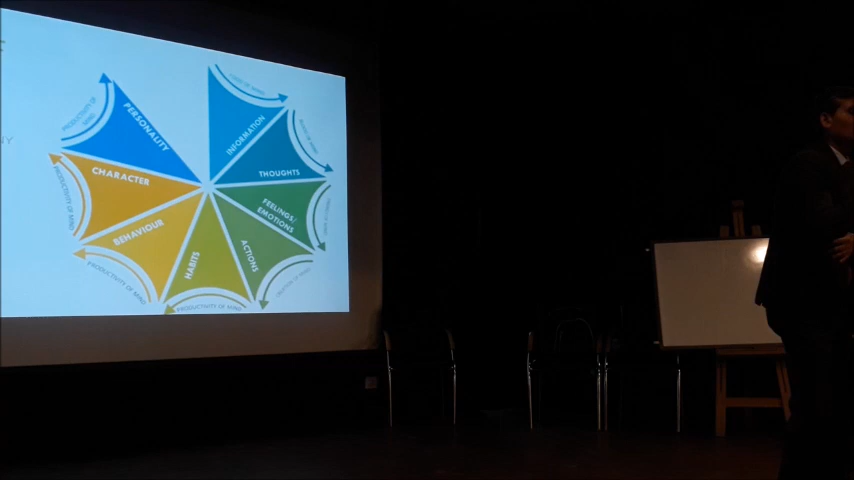 INFORMATION
THOUGHTS
FEELINGS/
EMOTIONS
ACTIONS
HABITS
PRODUCTIVITY OF MIND
BEHAVIOUR
PRODUCTIVITY OF MIND
CHARACTER
PRODUCTIVITY OF MIND
PERSONALITY
PRODUCTIVITY OF
MIND
NY